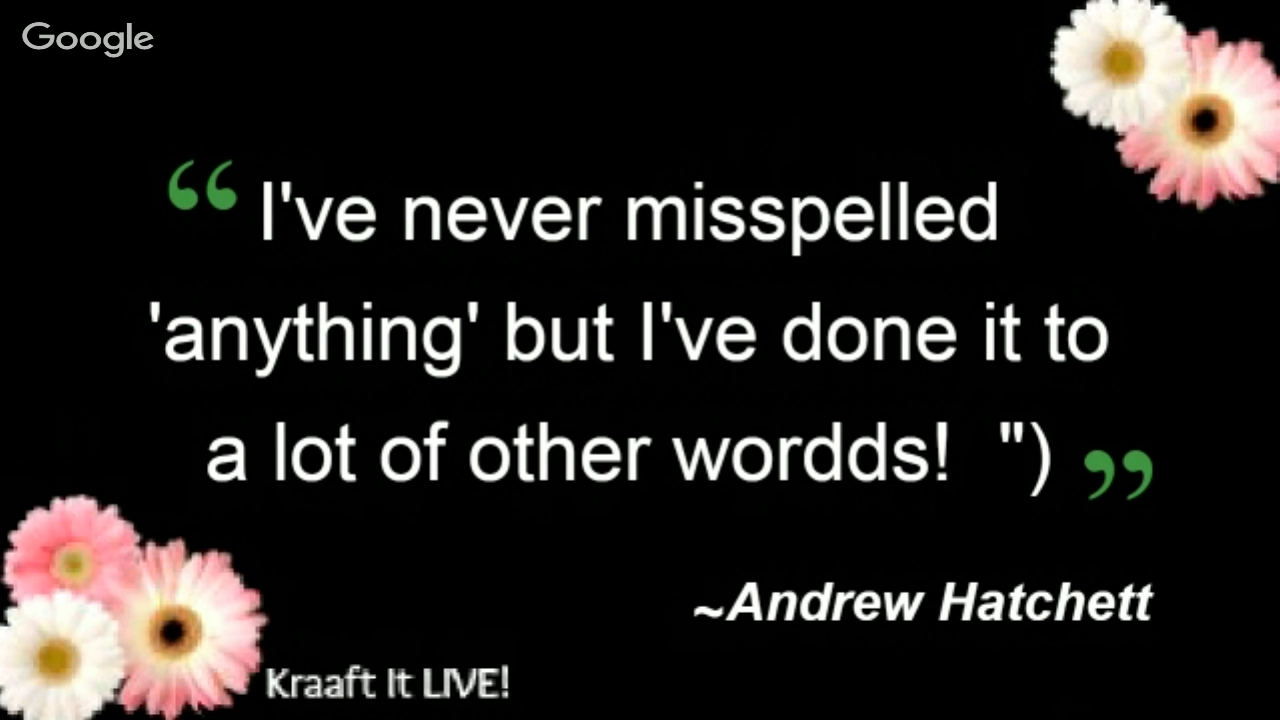 Google
“ I've never misspelled
'anything' but I've done it to
a lot of other wordds!  ") ”
~Andrew Hatchett
Kraaft It LIVE!